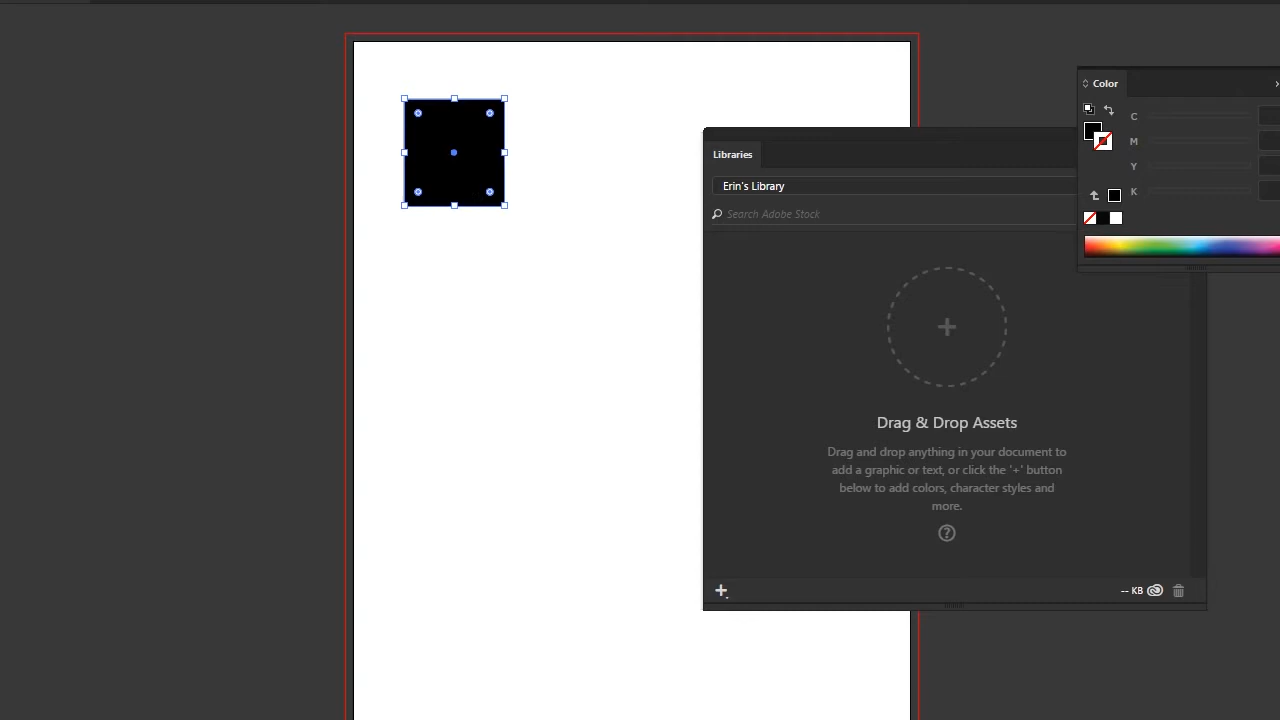 Color
C
M
Y
K
Libraries
Erin's Library
Search Adobe Stock
Drag & Drop Assets
Drag and drop anything in your document to
add a graphic or text, or click the '+' button
below to add colors, character styles and
more.
-- KB